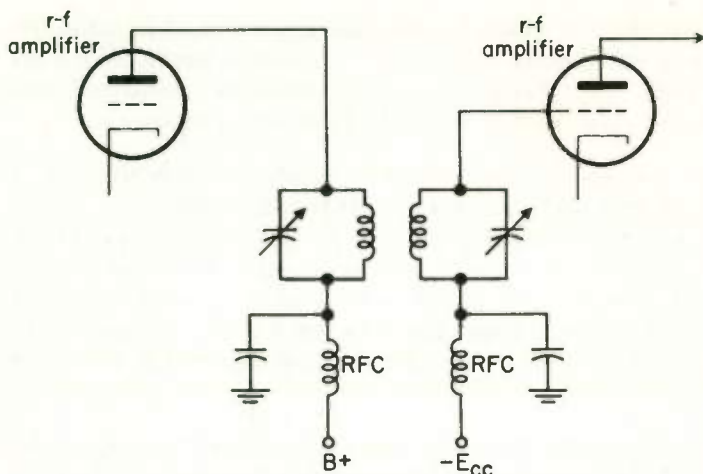 r-f
amplifier
r-f
amplifier
RFC
RFC
B+
-Ecc